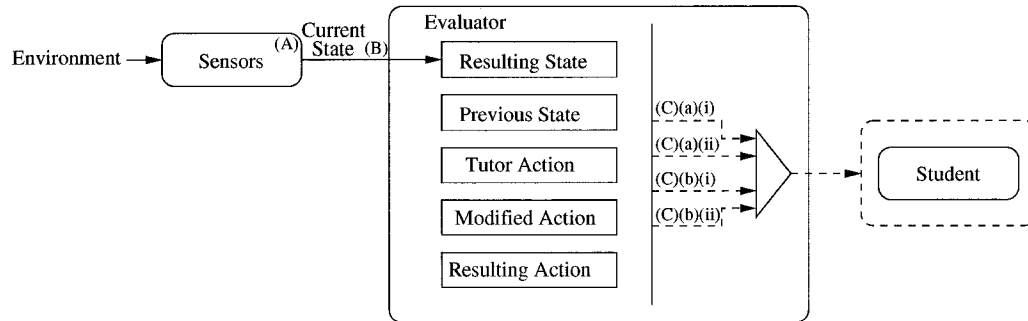 Environment
Sensors
(A)
Current
State (B)
Evaluator
Resulting State
Previous State
Tutor Action
Modified Action
Resulting Action
(C)(a)(i)
(C)(a)(ii)
(C)(b)(i)
(C)(b)(ii)
Student